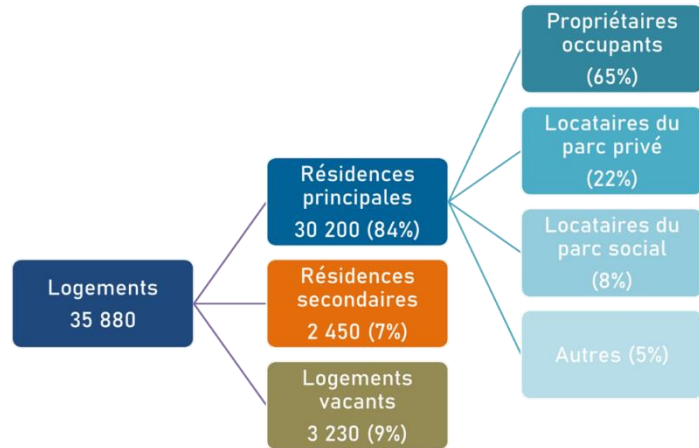 Logements
35 880
Résidences
principales
30 200 (84%)
Résidences
secondaires
2 450 (7%)
Logements
vacants
3 230 (9%)
Propriétaires
occupants
(65%)
Locataires du
parc privé
(22%)
Locataires du
parc social
(8%)
Autres (5%)